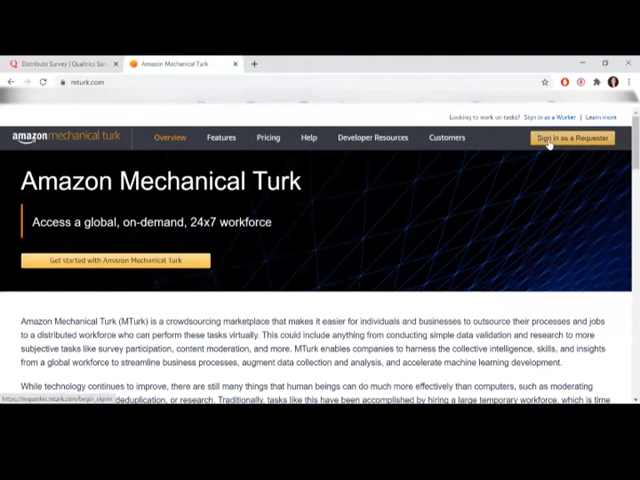 Distribute Survey | Qualtrics Sur
Amazon Mechanical Turk
mturk.com
Looking to work on tasks? Sign in as a Worker | Learn more
amazon mechanical turk
Overview
Features
Pricing
Help
Developer Resources
Customers
Sign in as a Requester
Amazon Mechanical Turk
Access a global, on-demand, 24x7 workforce
Get started with Amazon Mechanical Turk
Amazon Mechanical Turk (MTurk) is a crowdsourcing marketplace that makes it easier for individuals and businesses to outsource their processes and jobs
to a distributed workforce who can perform these tasks virtually. This could include anything from conducting simple data validation and research to more
subjective tasks like survey participation, content moderation, and more. MTurk enables companies to harness the collective intelligence, skills, and insights
from a global workforce to streamline business processes, augment data collection and analysis, and accelerate machine learning development.
While technology continues to improve, there are still many things that human beings can do much more effectively than computers, such as moderating
deduplication, or research. Traditionally, tasks like this have been accomplished by hiring a large temporary workforce, which is time